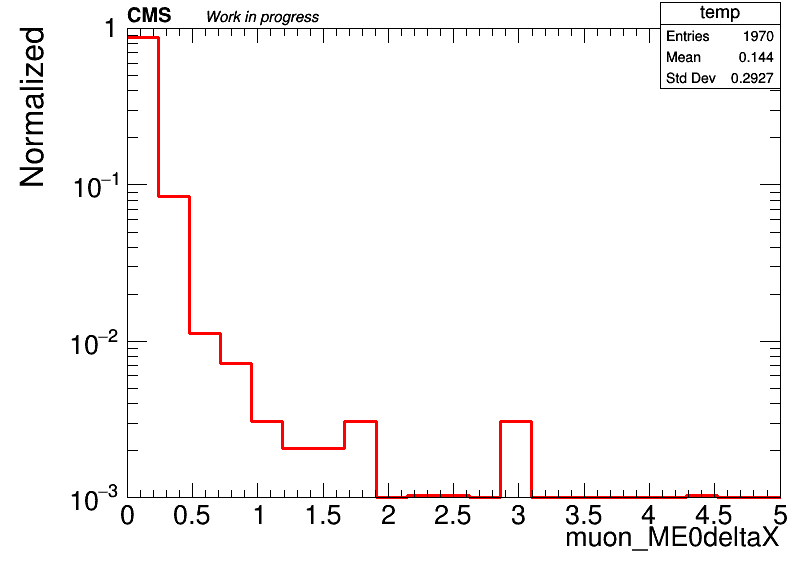 CMS Work in progress
temp
Entries 1970
Mean 0.144
Std Dev 0.2927
Normalized
1
10⁻¹
10⁻²
10⁻³
0 0.5 1 1.5 2 2.5 3 3.5 4 4.5 5
muon_ME0deltaX